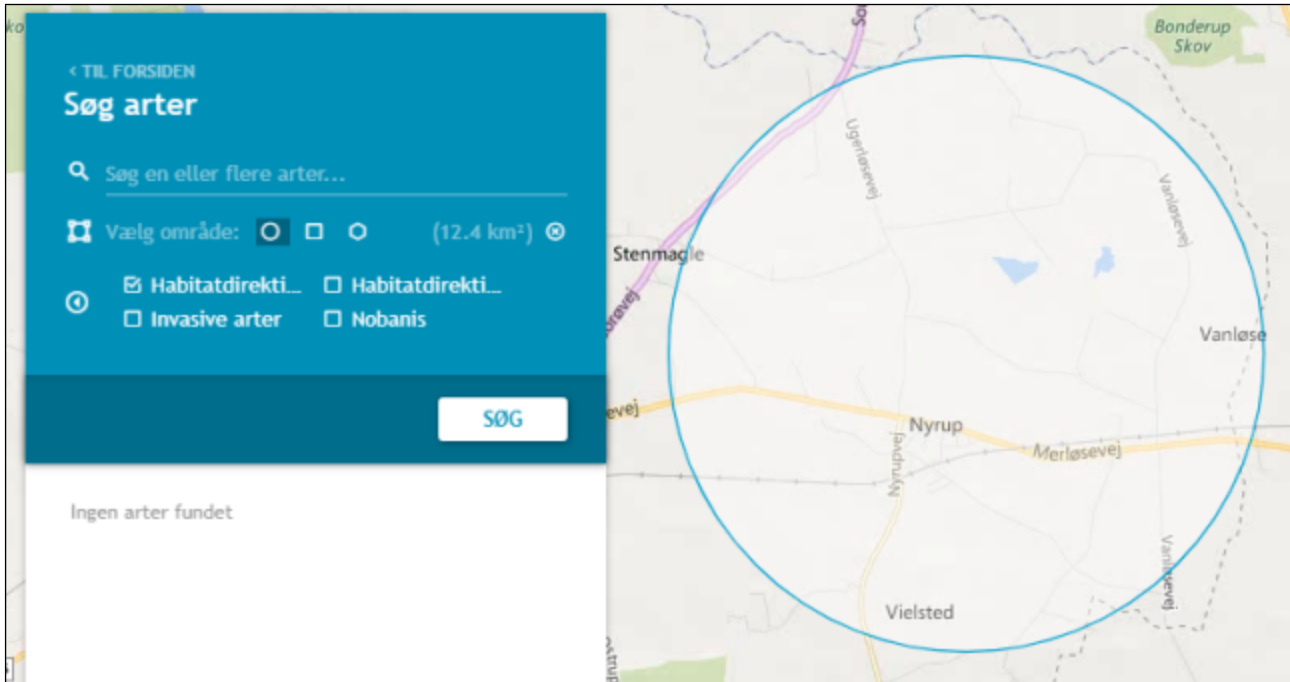 < TIL FORSIDEN
Søg arter
Søg en eller flere arter...
Vælg område:
(12.4 km²)
Habitatdirekti...
Habitatdirekti...
Invasive arter
Nobanis
SØG
Ingen arter fundet
Bonderup
Skov
Ugerløsevej
Vanløsevej
Stenmagle
Vanløse
Nyrup
Merløsevej
Nyrupvej
Vanløsevej
Vielsted